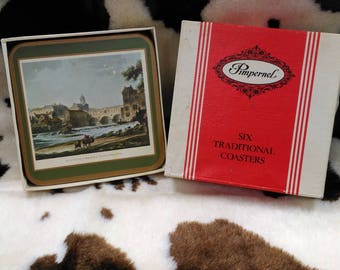 Pimpernel
SIX
TRADITIONAL
COASTERS